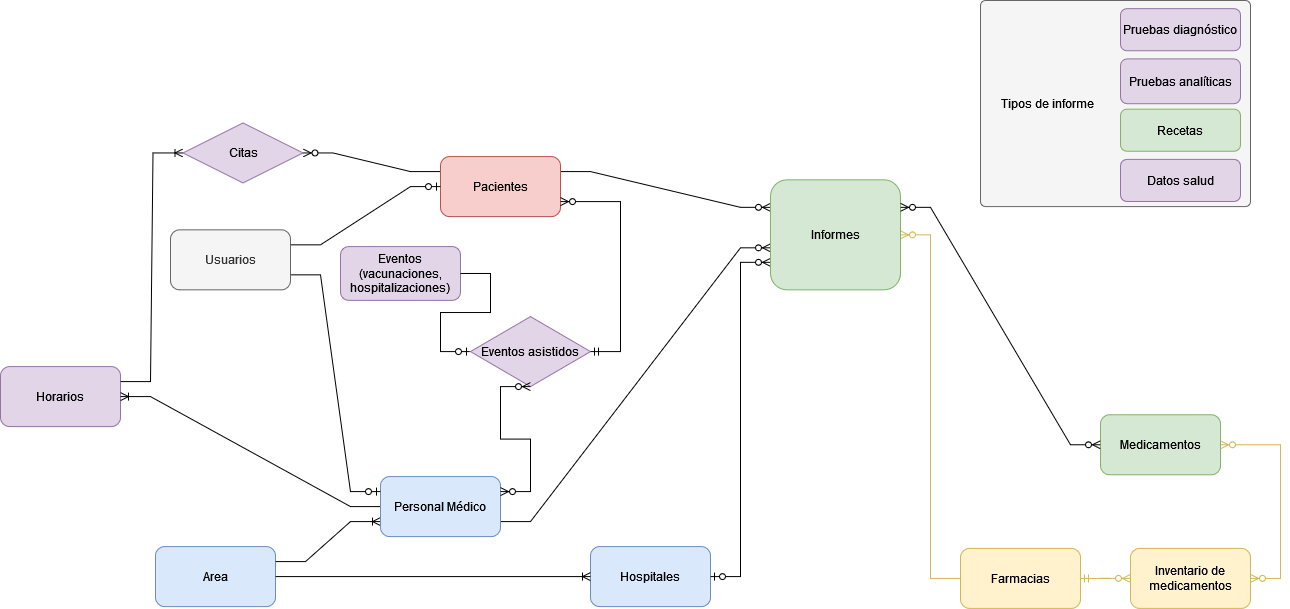 Pruebas diagnóstico
Pruebas analíticas
Tipos de informe
Recetas
Datos salud
Citas
Pacientes
Informes
Usuarios
Eventos
(vacunaciones,
hospitalizaciones)
Eventos asistidos
Horarios
Medicamentos
Personal Médico
Area
Hospitales
Farmacias
Inventario de
medicamentos